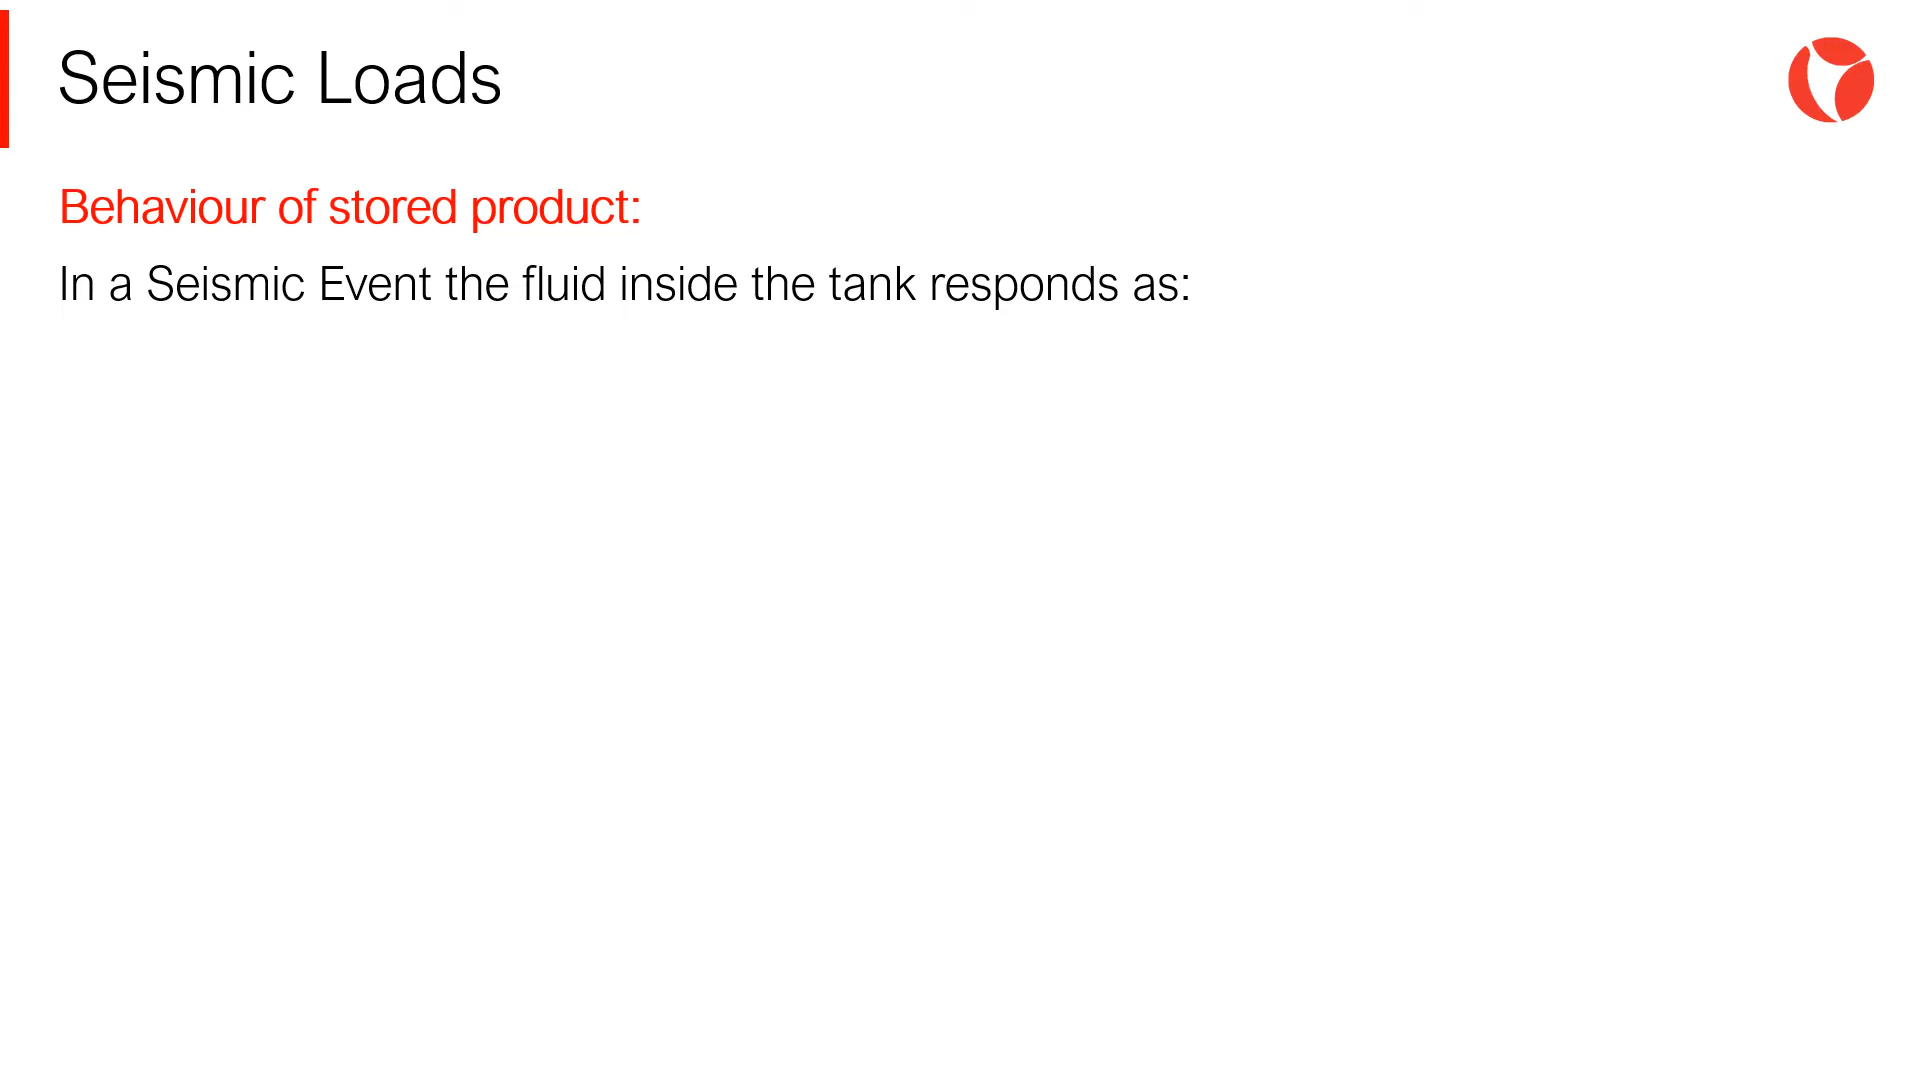 Seismic Loads
Behaviour of stored product:
In a Seismic Event the fluid inside the tank responds as: